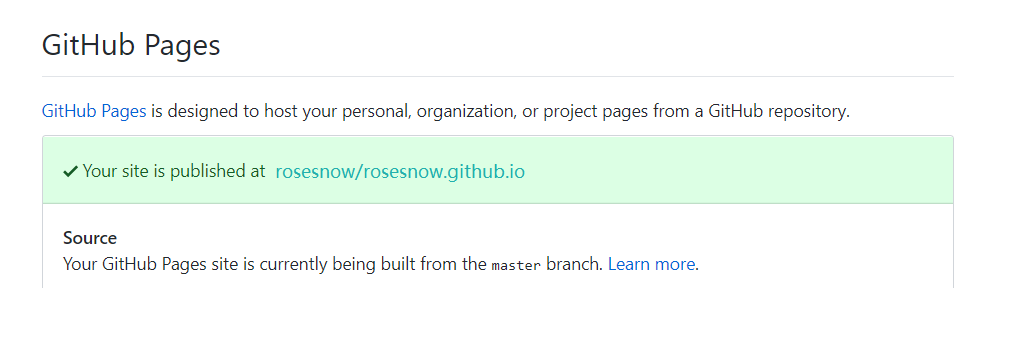 GitHub Pages
GitHub Pages is designed to host your personal, organization, or project pages from a GitHub repository.
✓ Your site is published at rosesnow/rosesnow.github.io
Source
Your GitHub Pages site is currently being built from the master branch. Learn more.